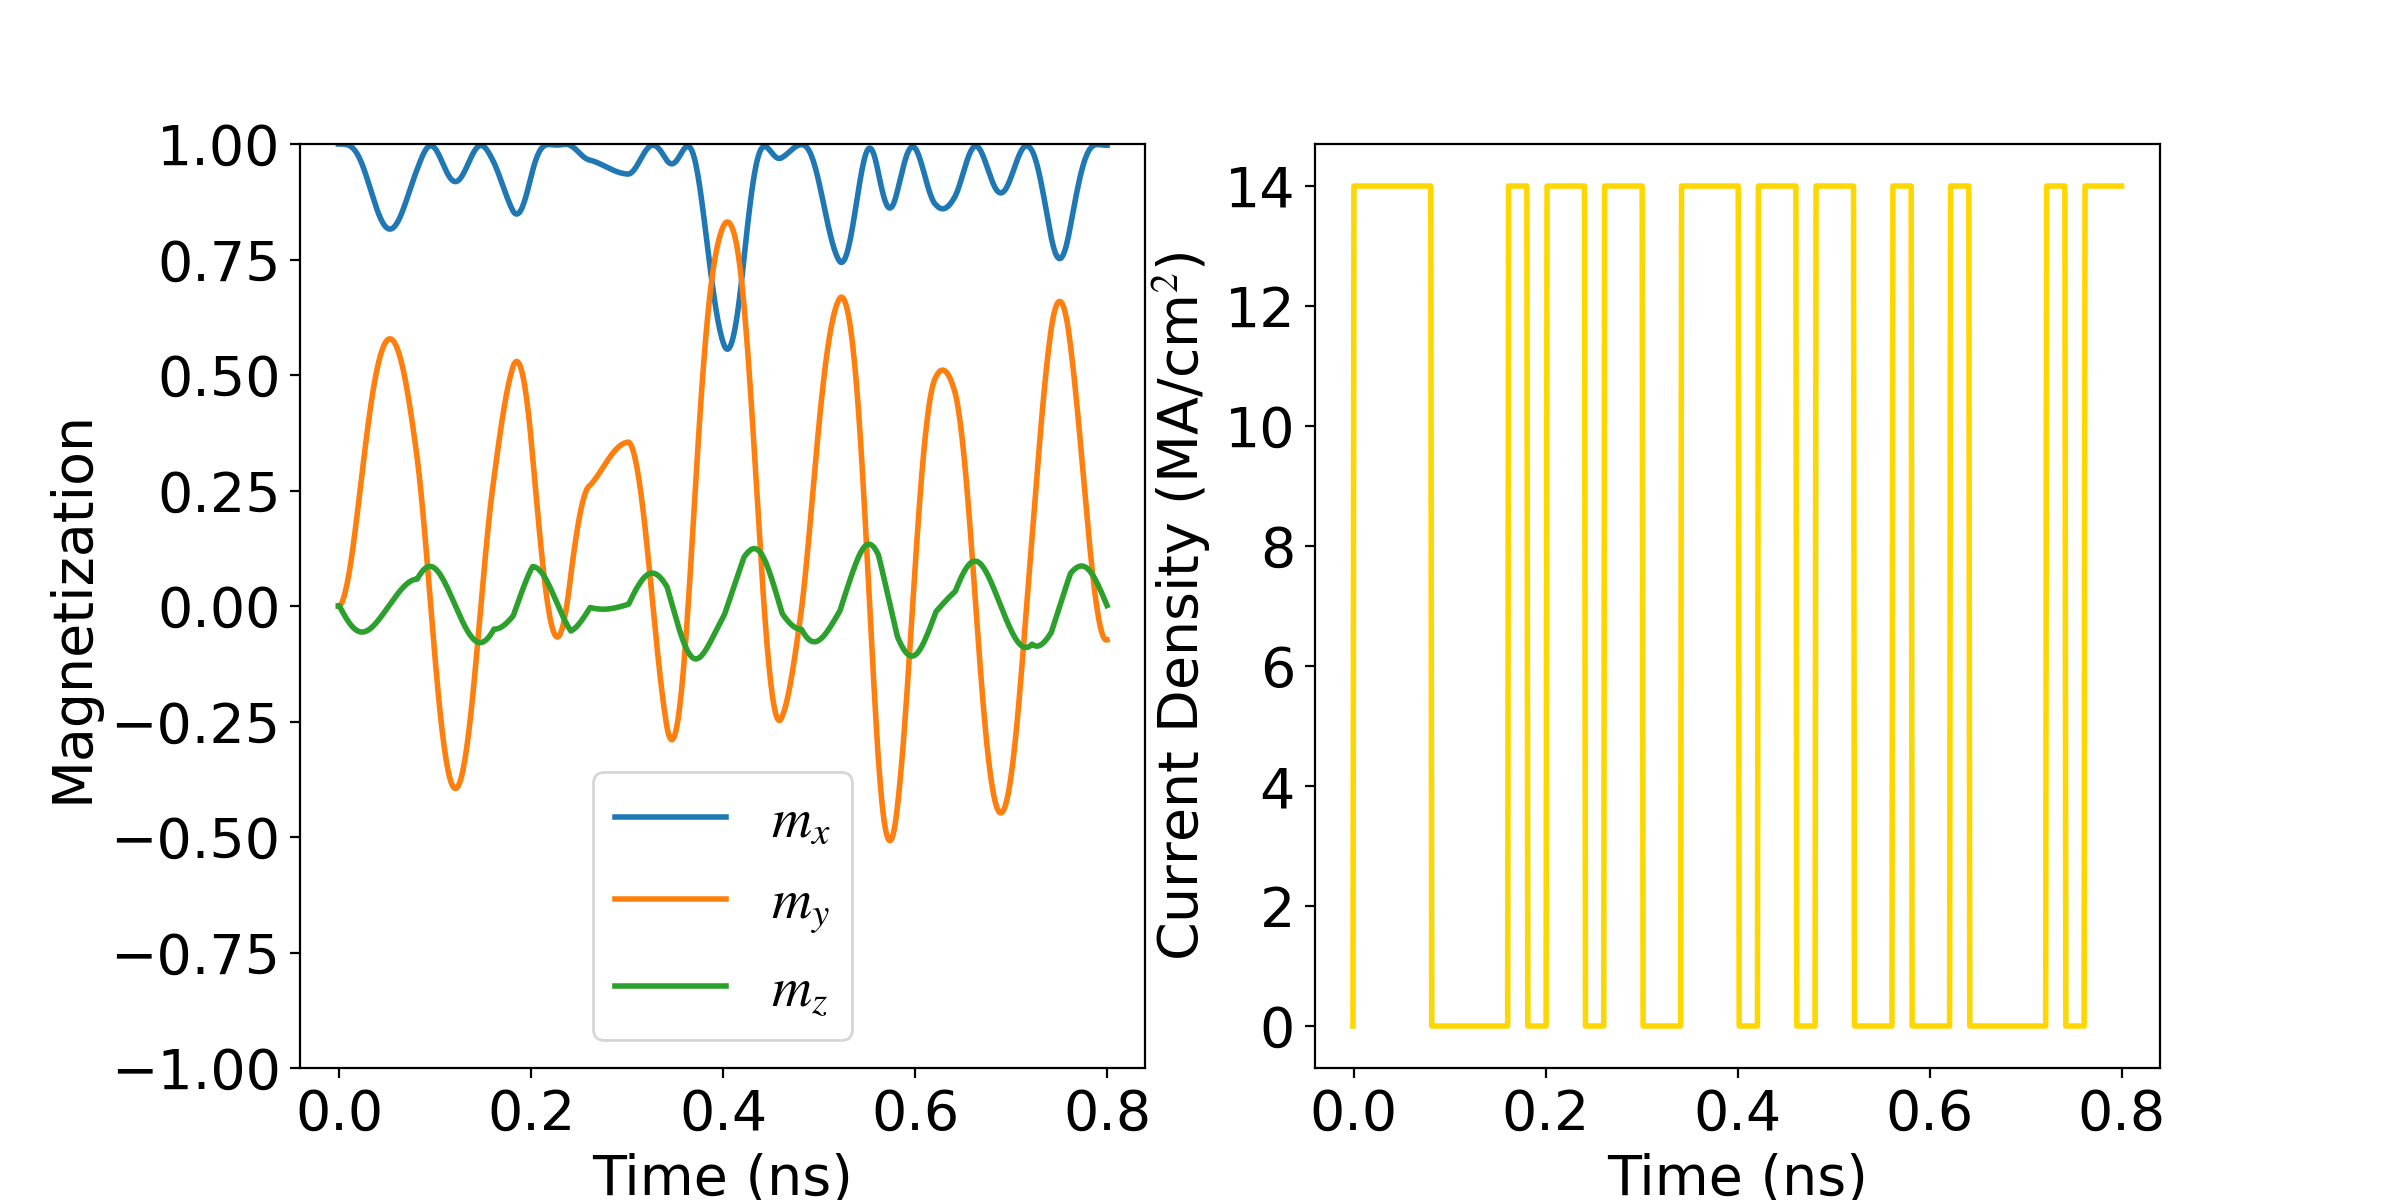 1.00
0.75
0.50
0.25
0.00
−0.25
−0.50
−0.75
−1.00
Magnetization
0.0 0.2 0.4 0.6 0.8
Time (ns)
m_x
m_y
m_z
14
12
10
8
6
4
2
0
Current Density (MA/cm²)
0.0 0.2 0.4 0.6 0.8
Time (ns)